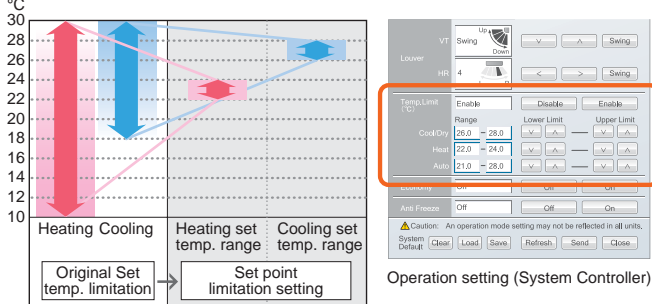 °C
30
28
26
24
22
20
18
16
14
12
10
Heating Cooling
Heating set
temp. range
Cooling set
temp. range
Original Set
temp. limitation
Set point
limitation setting
Louver
VT Swing Up Down Swing
HR 4 Swing
Temp.Limit
(°C)
Enable Disable Enable
Range Lower Limit Upper Limit
Cool/Dry 26.0 – 28.0
Heat 22.0 – 24.0
Auto 21.0 – 28.0
Economy Off Off On
Anti Freeze Off Off On
Caution: An operation mode setting may not be reflected in all units.
System
Default Clear Load Save Refresh Send Close
Operation setting (System Controller)